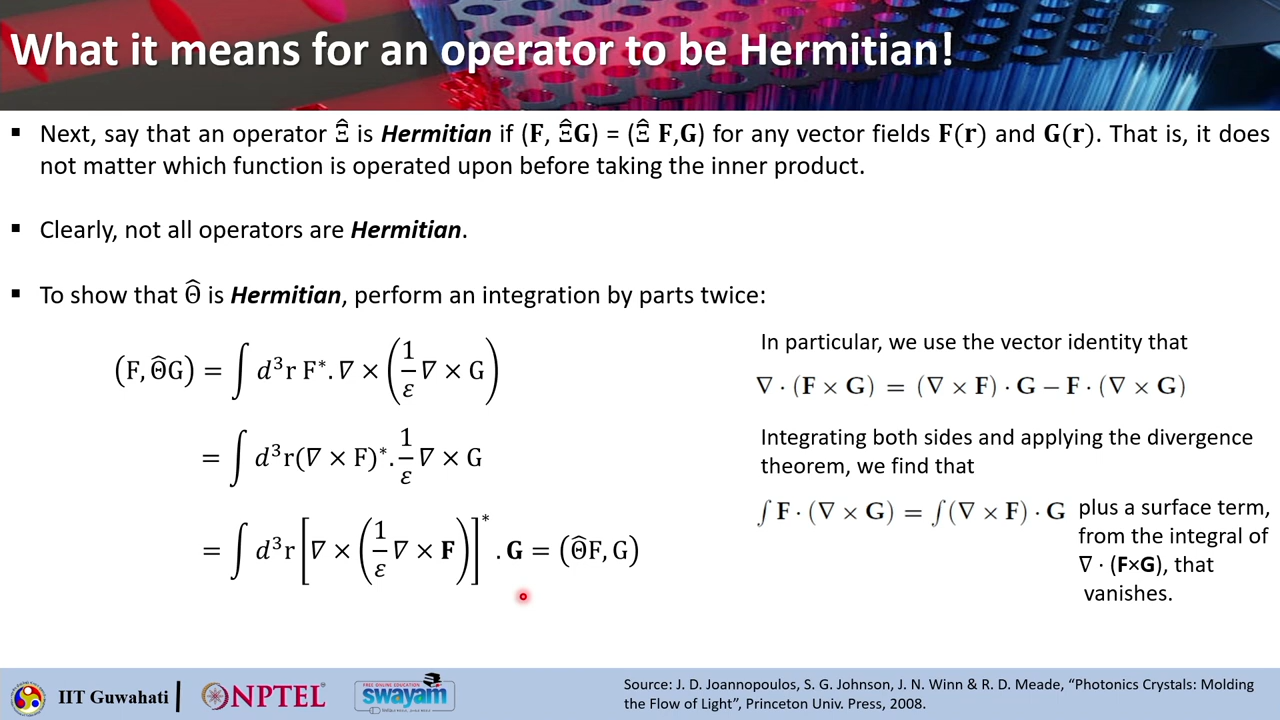 What it means for an operator to be Hermitian!
▪ Next, say that an operator Ξ̂ is Hermitian if (F, Ξ̂G) = (Ξ̂ F,G) for any vector fields F(r) and G(r). That is, it does
not matter which function is operated upon before taking the inner product.
▪ Clearly, not all operators are Hermitian.
▪ To show that Θ̂ is Hermitian, perform an integration by parts twice:
(F, Θ̂G) = ∫ d³r F*. ∇ × (1/ε ∇ × G)
= ∫ d³r(∇ × F)*. 1/ε ∇ × G
= ∫ d³r [∇ × (1/ε ∇ × F)]* . G = (Θ̂F, G)
In particular, we use the vector identity that
∇ · (F × G) = (∇ × F) · G − F · (∇ × G)
Integrating both sides and applying the divergence
theorem, we find that
∫ F · (∇ × G) = ∫(∇ × F) · G plus a surface term,
from the integral of
∇ · (F×G), that
vanishes.
IIT Guwahati
NPTEL
FREE ONLINE EDUCATION
swayam
Source: J. D. Joannopoulos, S. G. Johnson, J. N. Winn & R. D. Meade, “Photonics Crystals: Molding
the Flow of Light”, Princeton Univ. Press, 2008.